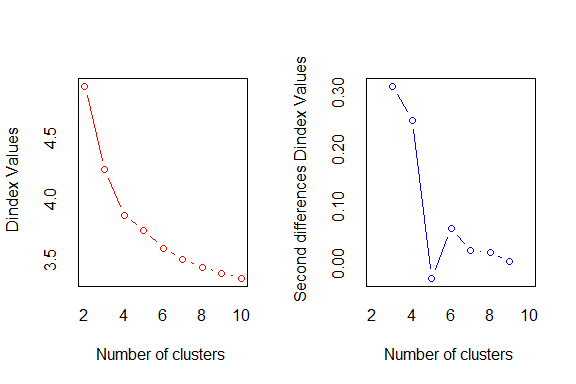 Dindex Values
4.5
4.0
3.5
2 4 6 8 10
Number of clusters
Second differences Dindex Values
0.30
0.20
0.10
0.00
2 4 6 8 10
Number of clusters